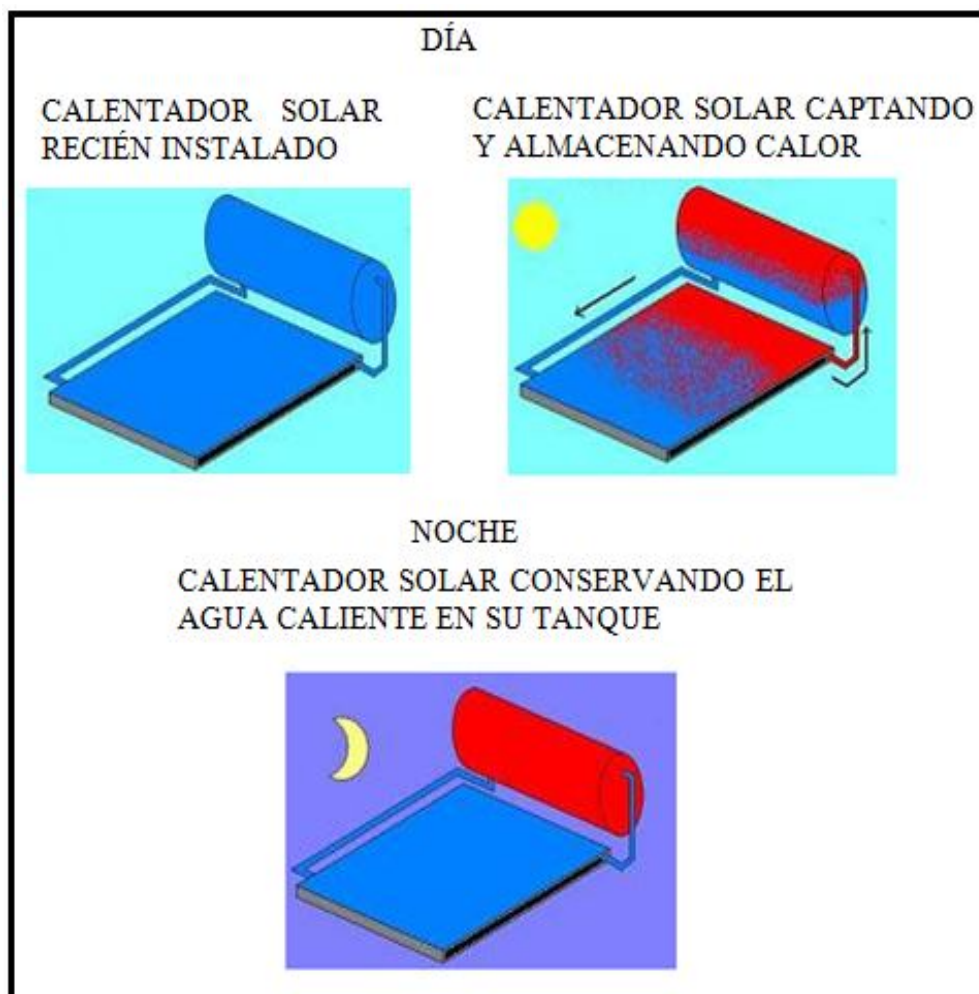 DÍA
CALENTADOR SOLAR
RECIÉN INSTALADO
CALENTADOR SOLAR CAPTANDO
Y ALMACENANDO CALOR
NOCHE
CALENTADOR SOLAR CONSERVANDO EL
AGUA CALIENTE EN SU TANQUE